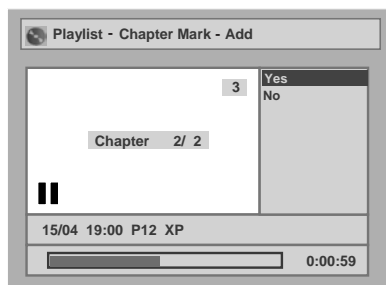 Playlist - Chapter Mark - Add
3
Yes
No
Chapter 2/ 2
15/04 19:00 P12 XP
0:00:59